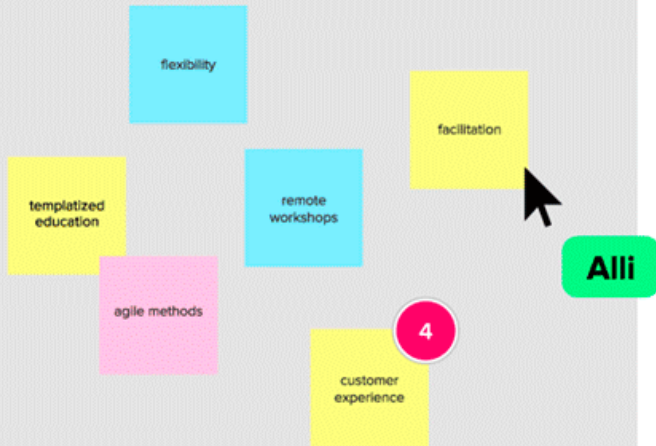 flexibility
facilitation
templatized
education
remote
workshops
Alli
agile methods
4
customer
experience